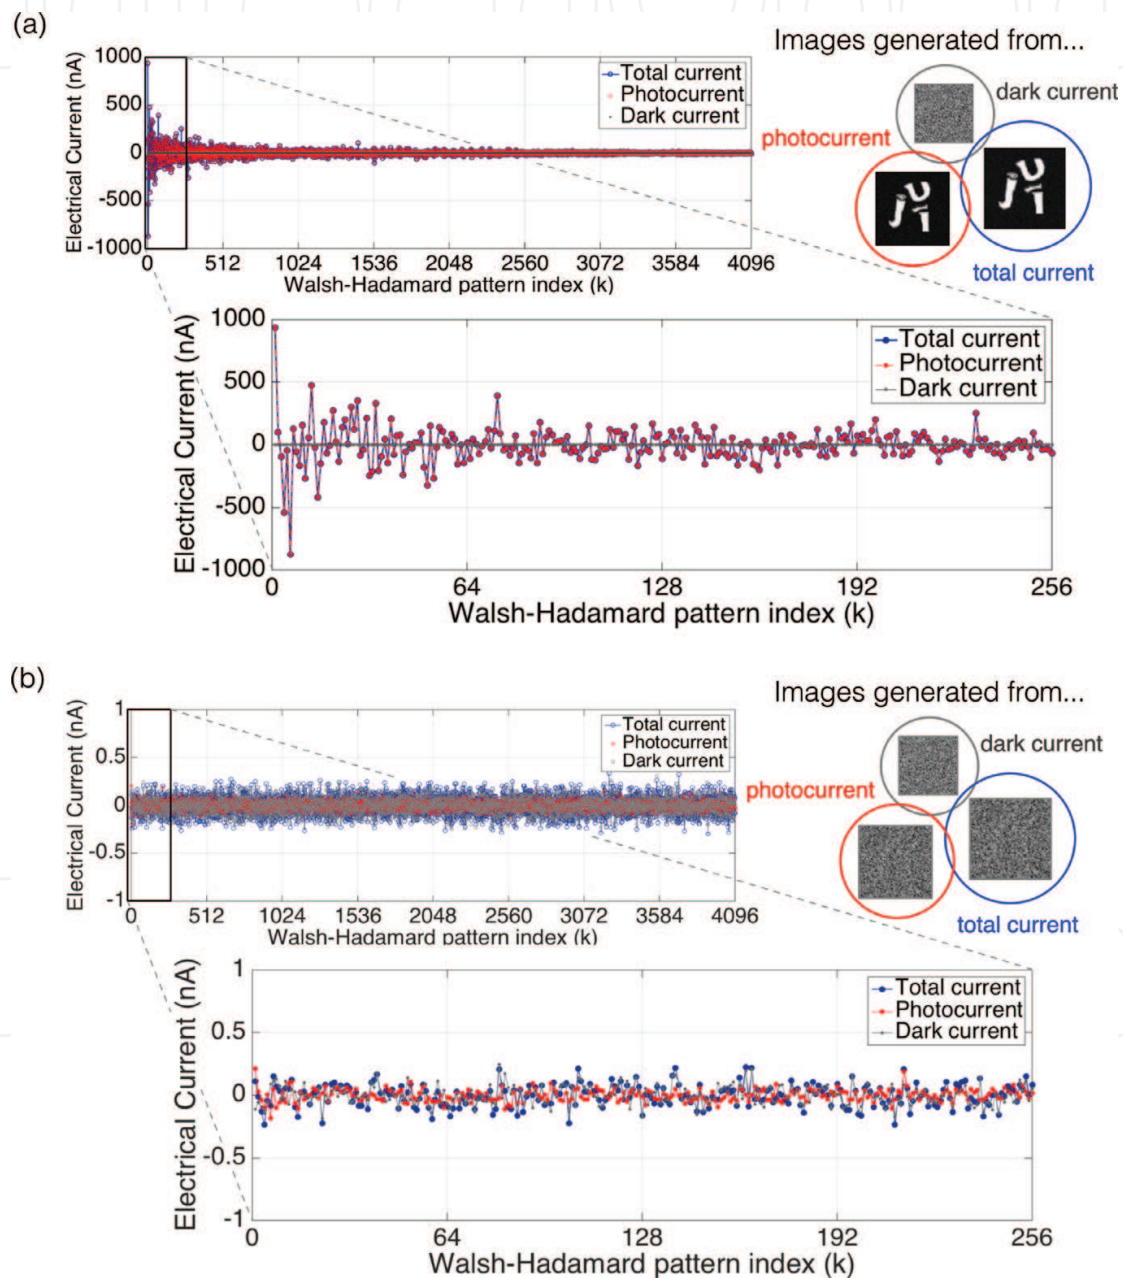 (a)
Images generated from...
dark current
photocurrent
total current
Electrical Current (nA)
1000
500
0
-500
-1000
Total current
Photocurrent
Dark current
0 512 1024 1536 2048 2560 3072 3584 4096
Walsh-Hadamard pattern index (k)
Electrical Current (nA)
1000
500
0
-500
-1000
Total current
Photocurrent
Dark current
0 64 128 192 256
Walsh-Hadamard pattern index (k)
(b)
Images generated from...
dark current
photocurrent
total current
Electrical Current (nA)
1
0.5
0
-0.5
-1
Total current
Photocurrent
Dark current
0 512 1024 1536 2048 2560 3072 3584 4096
Walsh-Hadamard pattern index (k)
Electrical Current (nA)
1
0.5
0
-0.5
-1
Total current
Photocurrent
Dark current
0 64 128 192 256
Walsh-Hadamard pattern index (k)